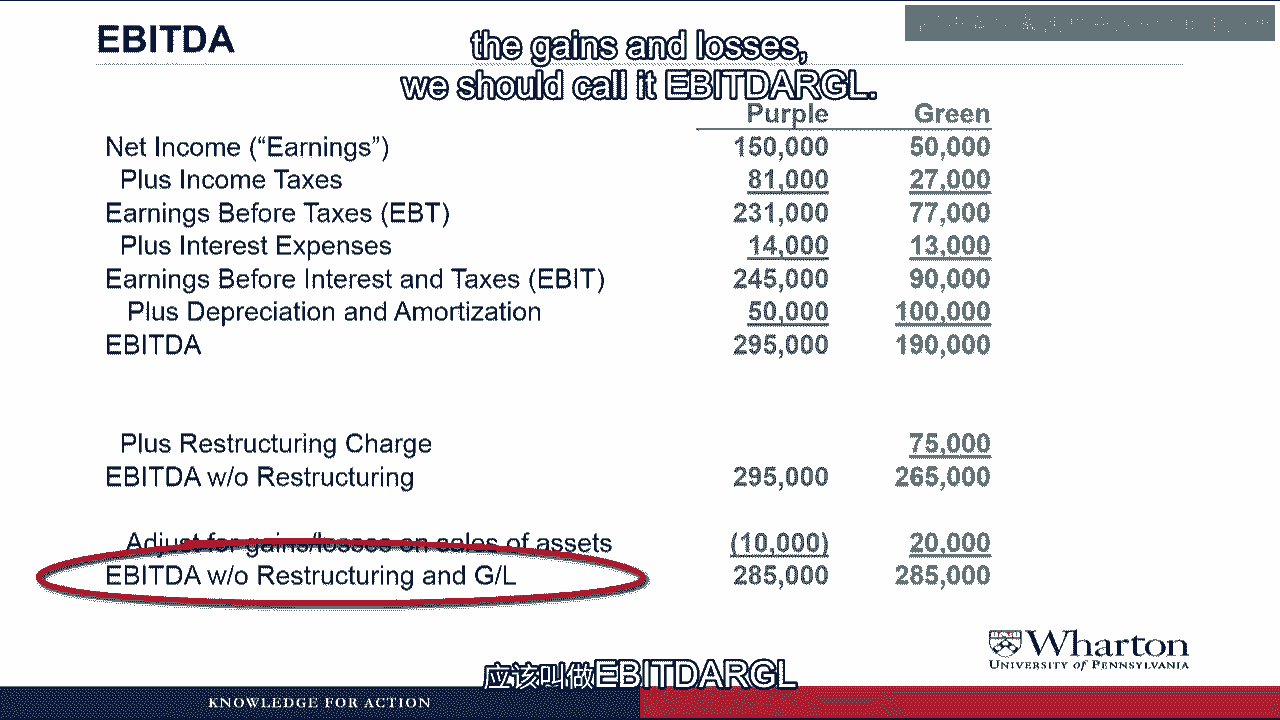 EBITDA
the gains and losses,
we should call it EBITDARGL.
Purple Green
Net Income (“Earnings”) 150,000 50,000
Plus Income Taxes 81,000 27,000
Earnings Before Taxes (EBT) 231,000 77,000
Plus Interest Expenses 14,000 13,000
Earnings Before Interest and Taxes (EBIT) 245,000 90,000
Plus Depreciation and Amortization 50,000 100,000
EBITDA 295,000 190,000
Plus Restructuring Charge 75,000
EBITDA w/o Restructuring 295,000 265,000
Adjust for gains/losses on sales of assets (10,000) 20,000
EBITDA w/o Restructuring and G/L 285,000 285,000
Wharton
UNIVERSITY of PENNSYLVANIA
应该叫做EBITDARGL
KNOWLEDGE FOR ACTION